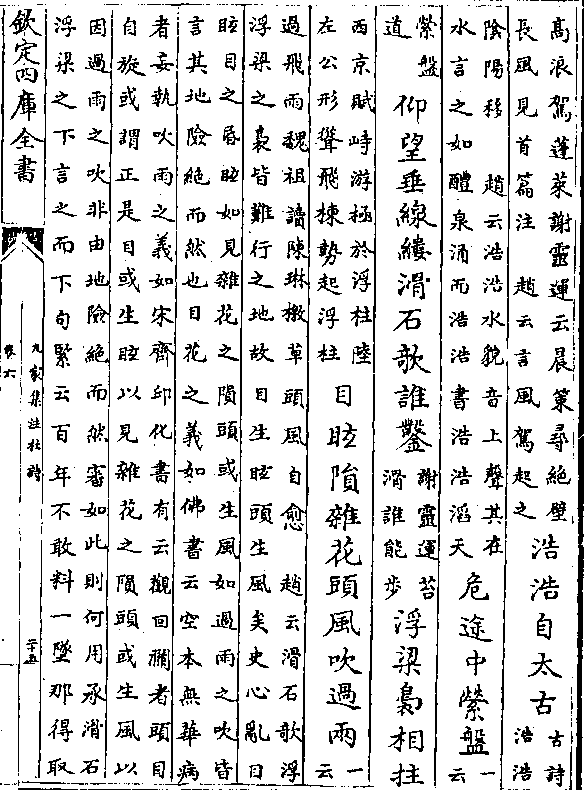 高浪駕蓬萊謝靈運云晨策尋絕壁
長風見首篇注 趙云言風駕起之
浩浩自太古
古詩
浩浩
陰陽移 趙云浩浩水貌音上聲其在
水言之如醴泉涌而浩浩書浩浩滔天
危途中縈盤
一
云
縈盤
道
仰望垂線縷滑石欹誰鑿
謝靈運苔
滑誰能步
浮梁裊相拄
西京賦峙游極於浮柱陸
左公形聳飛棟勢起浮柱
目眩隕雜花頭風吹過雨
一
云
過飛雨魏祖讀陳琳檄草頭風自愈 趙云滑石欹浮
浮梁之裊皆難行之地故目生眩頭生風矣史心亂目
眩目之昏眩如見雜花之隕頭或生風如過雨之吹皆
言其地險絕而然也目花之義如佛書云空本無華病
者妄執吹雨之義如宋齊邱化書有云觀回瀾者頭目
自旋或謂正是目或生眩以見雜花之隕頭或生風以
因過雨之吹非由地險絕而然審如此則何用承滑石
浮梁之下言之而下句緊云百年不敢料一墜那得取
欽定四庫全書
九家集註杜詩
卷六
二十五